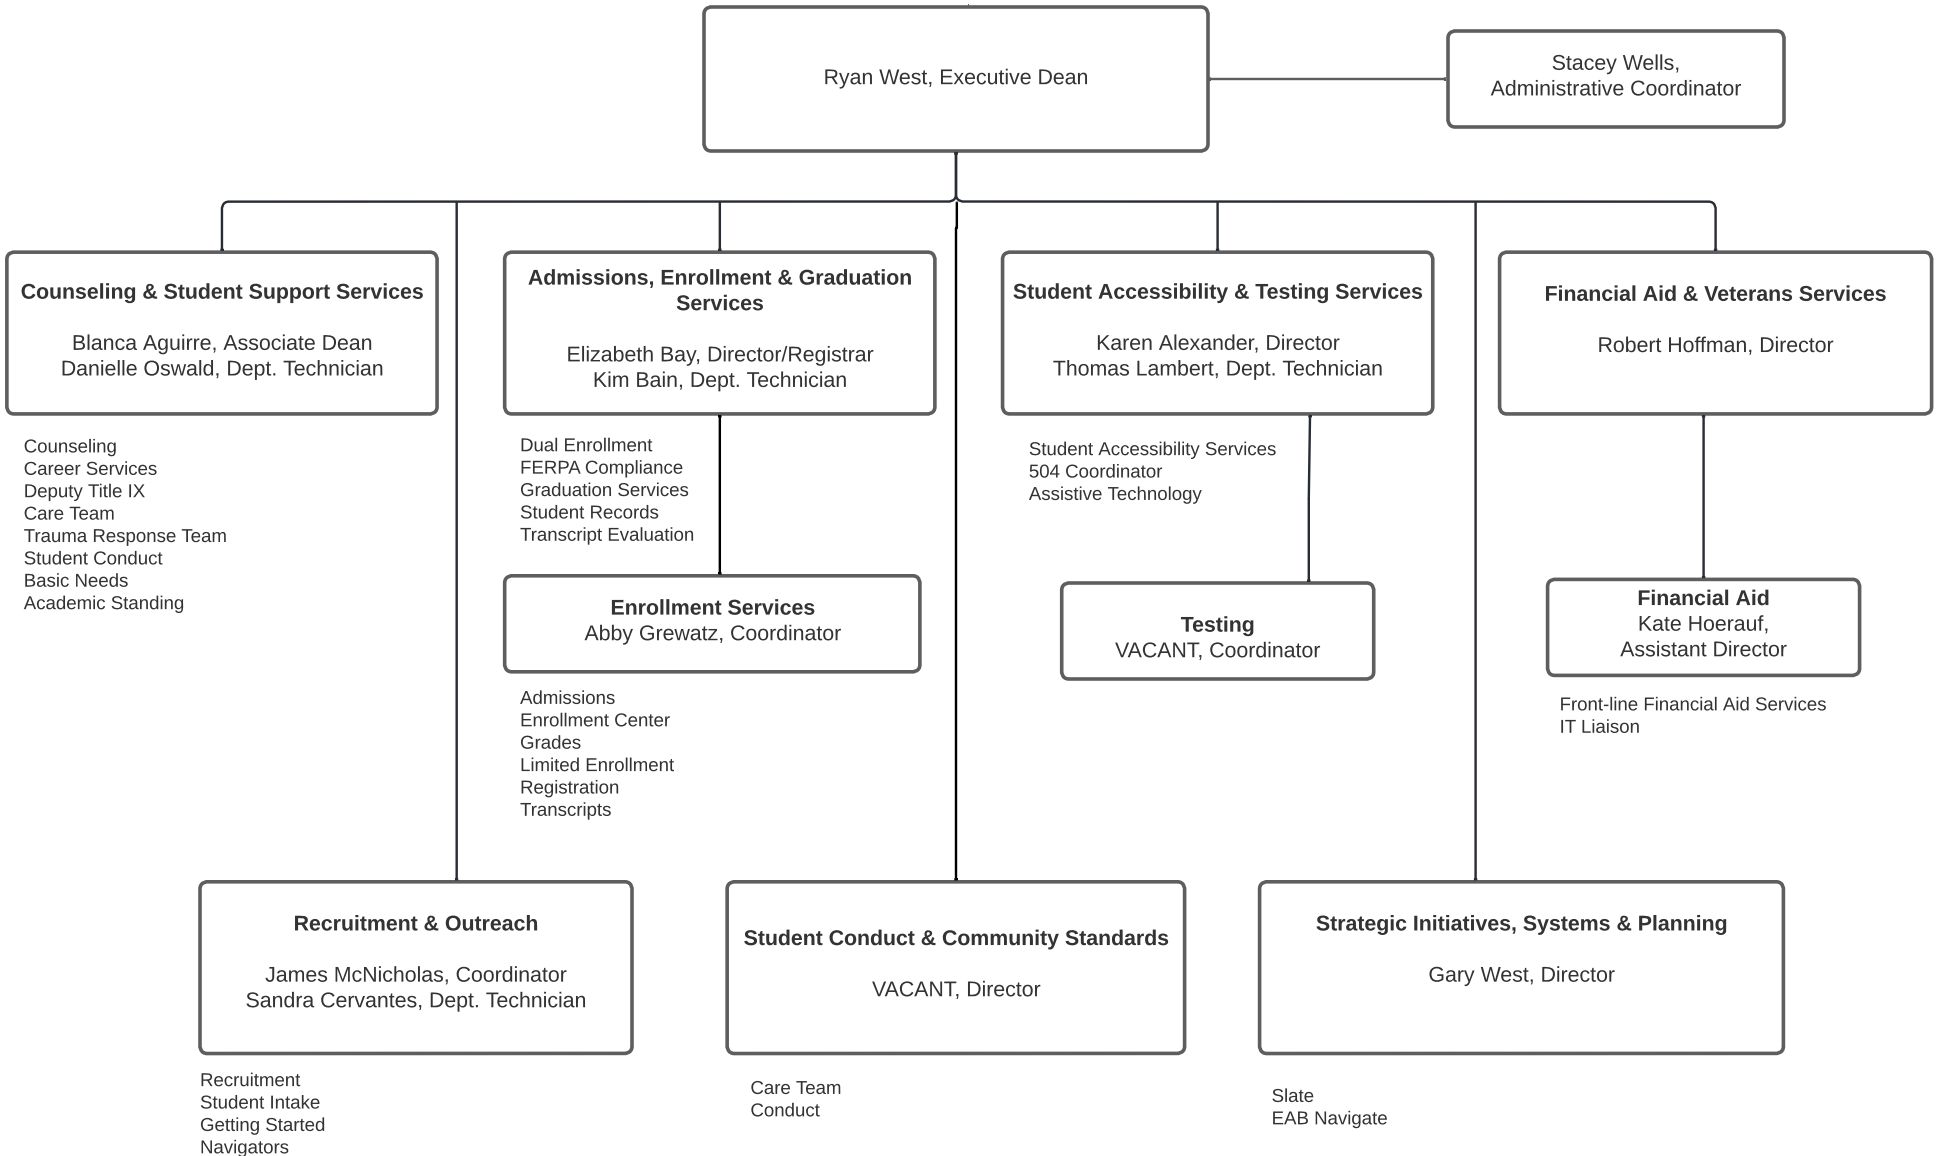 Ryan West, Executive Dean
Stacey Wells,
Administrative Coordinator
Counseling & Student Support Services
Blanca Aguirre, Associate Dean
Danielle Oswald, Dept. Technician
Counseling
Career Services
Deputy Title IX
Care Team
Trauma Response Team
Student Conduct
Basic Needs
Academic Standing
Admissions, Enrollment & Graduation
Services
Elizabeth Bay, Director/Registrar
Kim Bain, Dept. Technician
Dual Enrollment
FERPA Compliance
Graduation Services
Student Records
Transcript Evaluation
Enrollment Services
Abby Grewatz, Coordinator
Admissions
Enrollment Center
Grades
Limited Enrollment
Registration
Transcripts
Student Accessibility & Testing Services
Karen Alexander, Director
Thomas Lambert, Dept. Technician
Student Accessibility Services
504 Coordinator
Assistive Technology
Testing
VACANT, Coordinator
Financial Aid & Veterans Services
Robert Hoffman, Director
Financial Aid
Kate Hoerauf,
Assistant Director
Front-line Financial Aid Services
IT Liaison
Recruitment & Outreach
James McNicholas, Coordinator
Sandra Cervantes, Dept. Technician
Recruitment
Student Intake
Getting Started
Navigators
Student Conduct & Community Standards
VACANT, Director
Care Team
Conduct
Strategic Initiatives, Systems & Planning
Gary West, Director
Slate
EAB Navigate